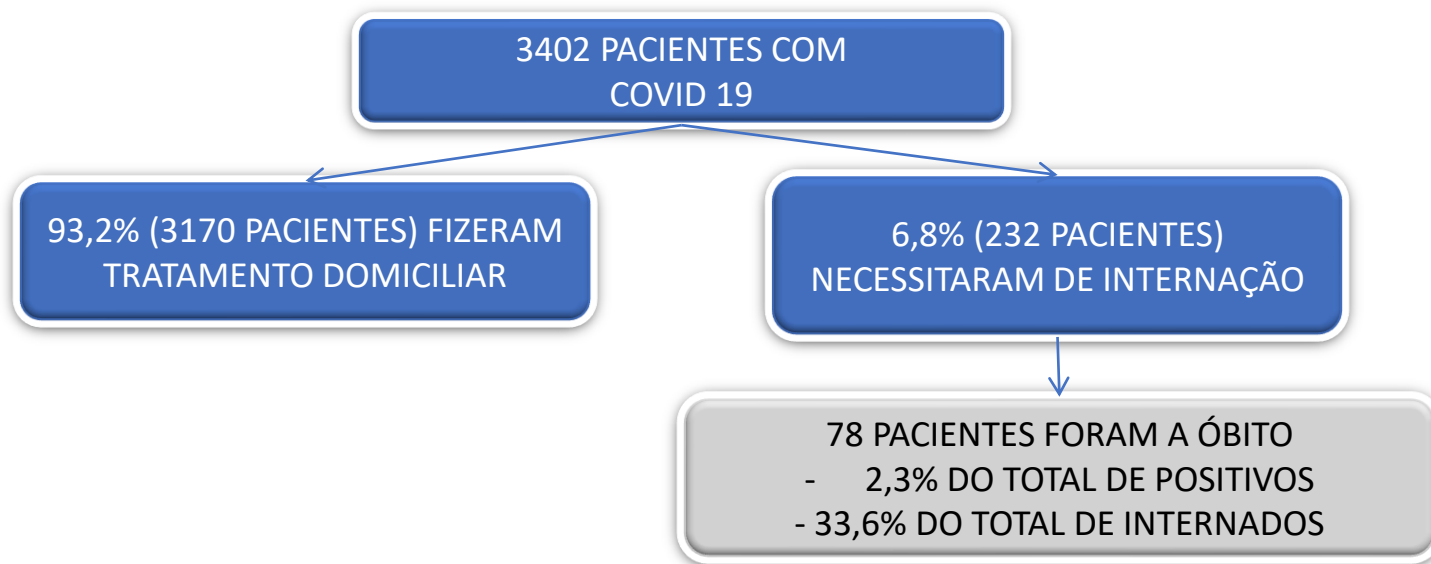 3402 PACIENTES COM
COVID 19
93,2% (3170 PACIENTES) FIZERAM
TRATAMENTO DOMICILIAR
6,8% (232 PACIENTES)
NECESSITARAM DE INTERNAÇÃO
78 PACIENTES FORAM A ÓBITO
- 2,3% DO TOTAL DE POSITIVOS
- 33,6% DO TOTAL DE INTERNADOS